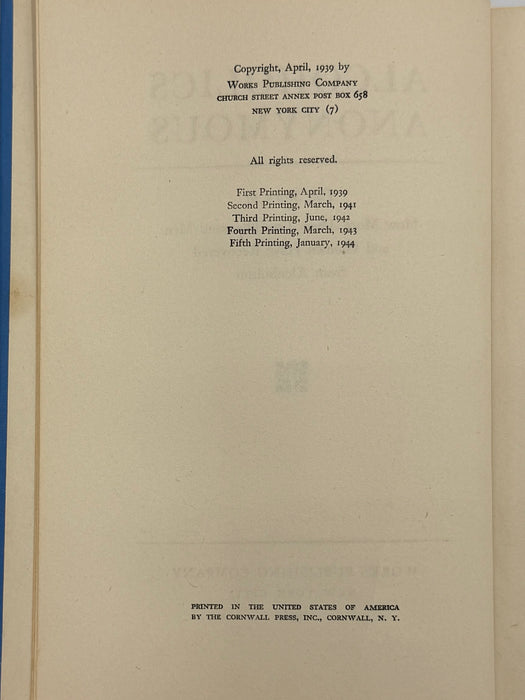 Copyright, April, 1939 by
Works Publishing Company
Church Street Annex Post Box 658
New York City (7)
All rights reserved.
First Printing, April, 1939
Second Printing, March, 1941
Third Printing, June, 1942
Fourth Printing, March, 1943
Fifth Printing, January, 1944
PRINTED IN THE UNITED STATES OF AMERICA
BY THE CORNWALL PRESS, INC., CORNWALL, N. Y.